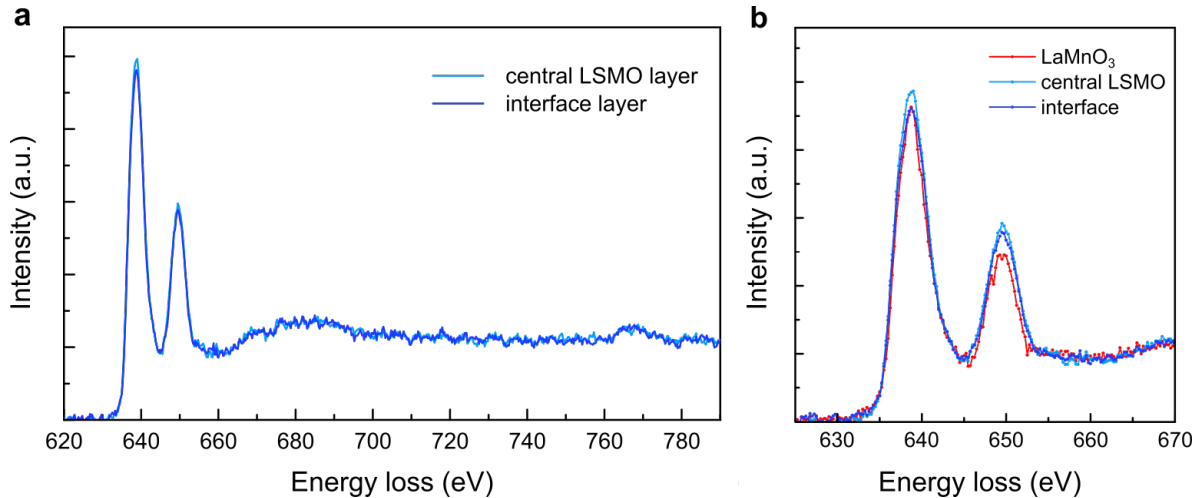 a
Intensity (a.u.)
central LSMO layer
interface layer
620 640 660 680 700 720 740 760 780
Energy loss (eV)
b
Intensity (a.u.)
LaMnO₃
central LSMO
interface
630 640 650 660 670
Energy loss (eV)